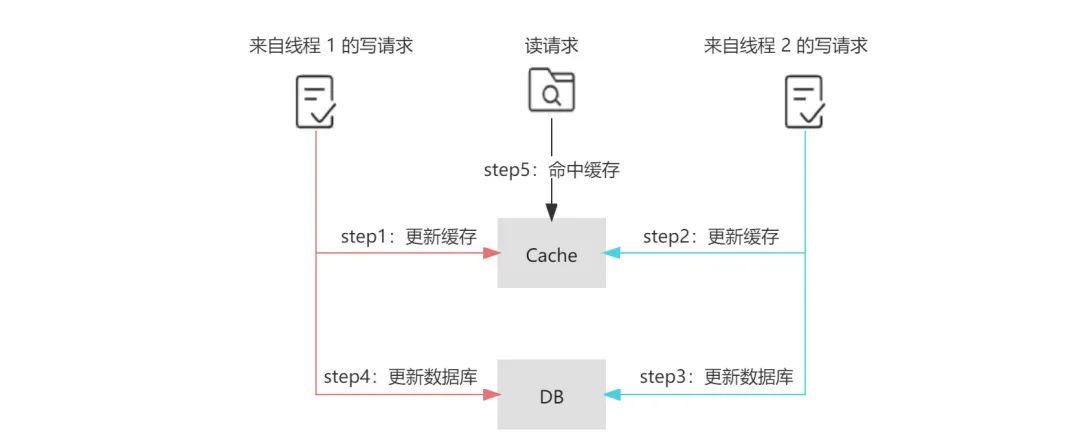 来自线程 1 的写请求
读请求
来自线程 2 的写请求
step5：命中缓存
step1：更新缓存
step2：更新缓存
Cache
step4：更新数据库
step3：更新数据库
DB